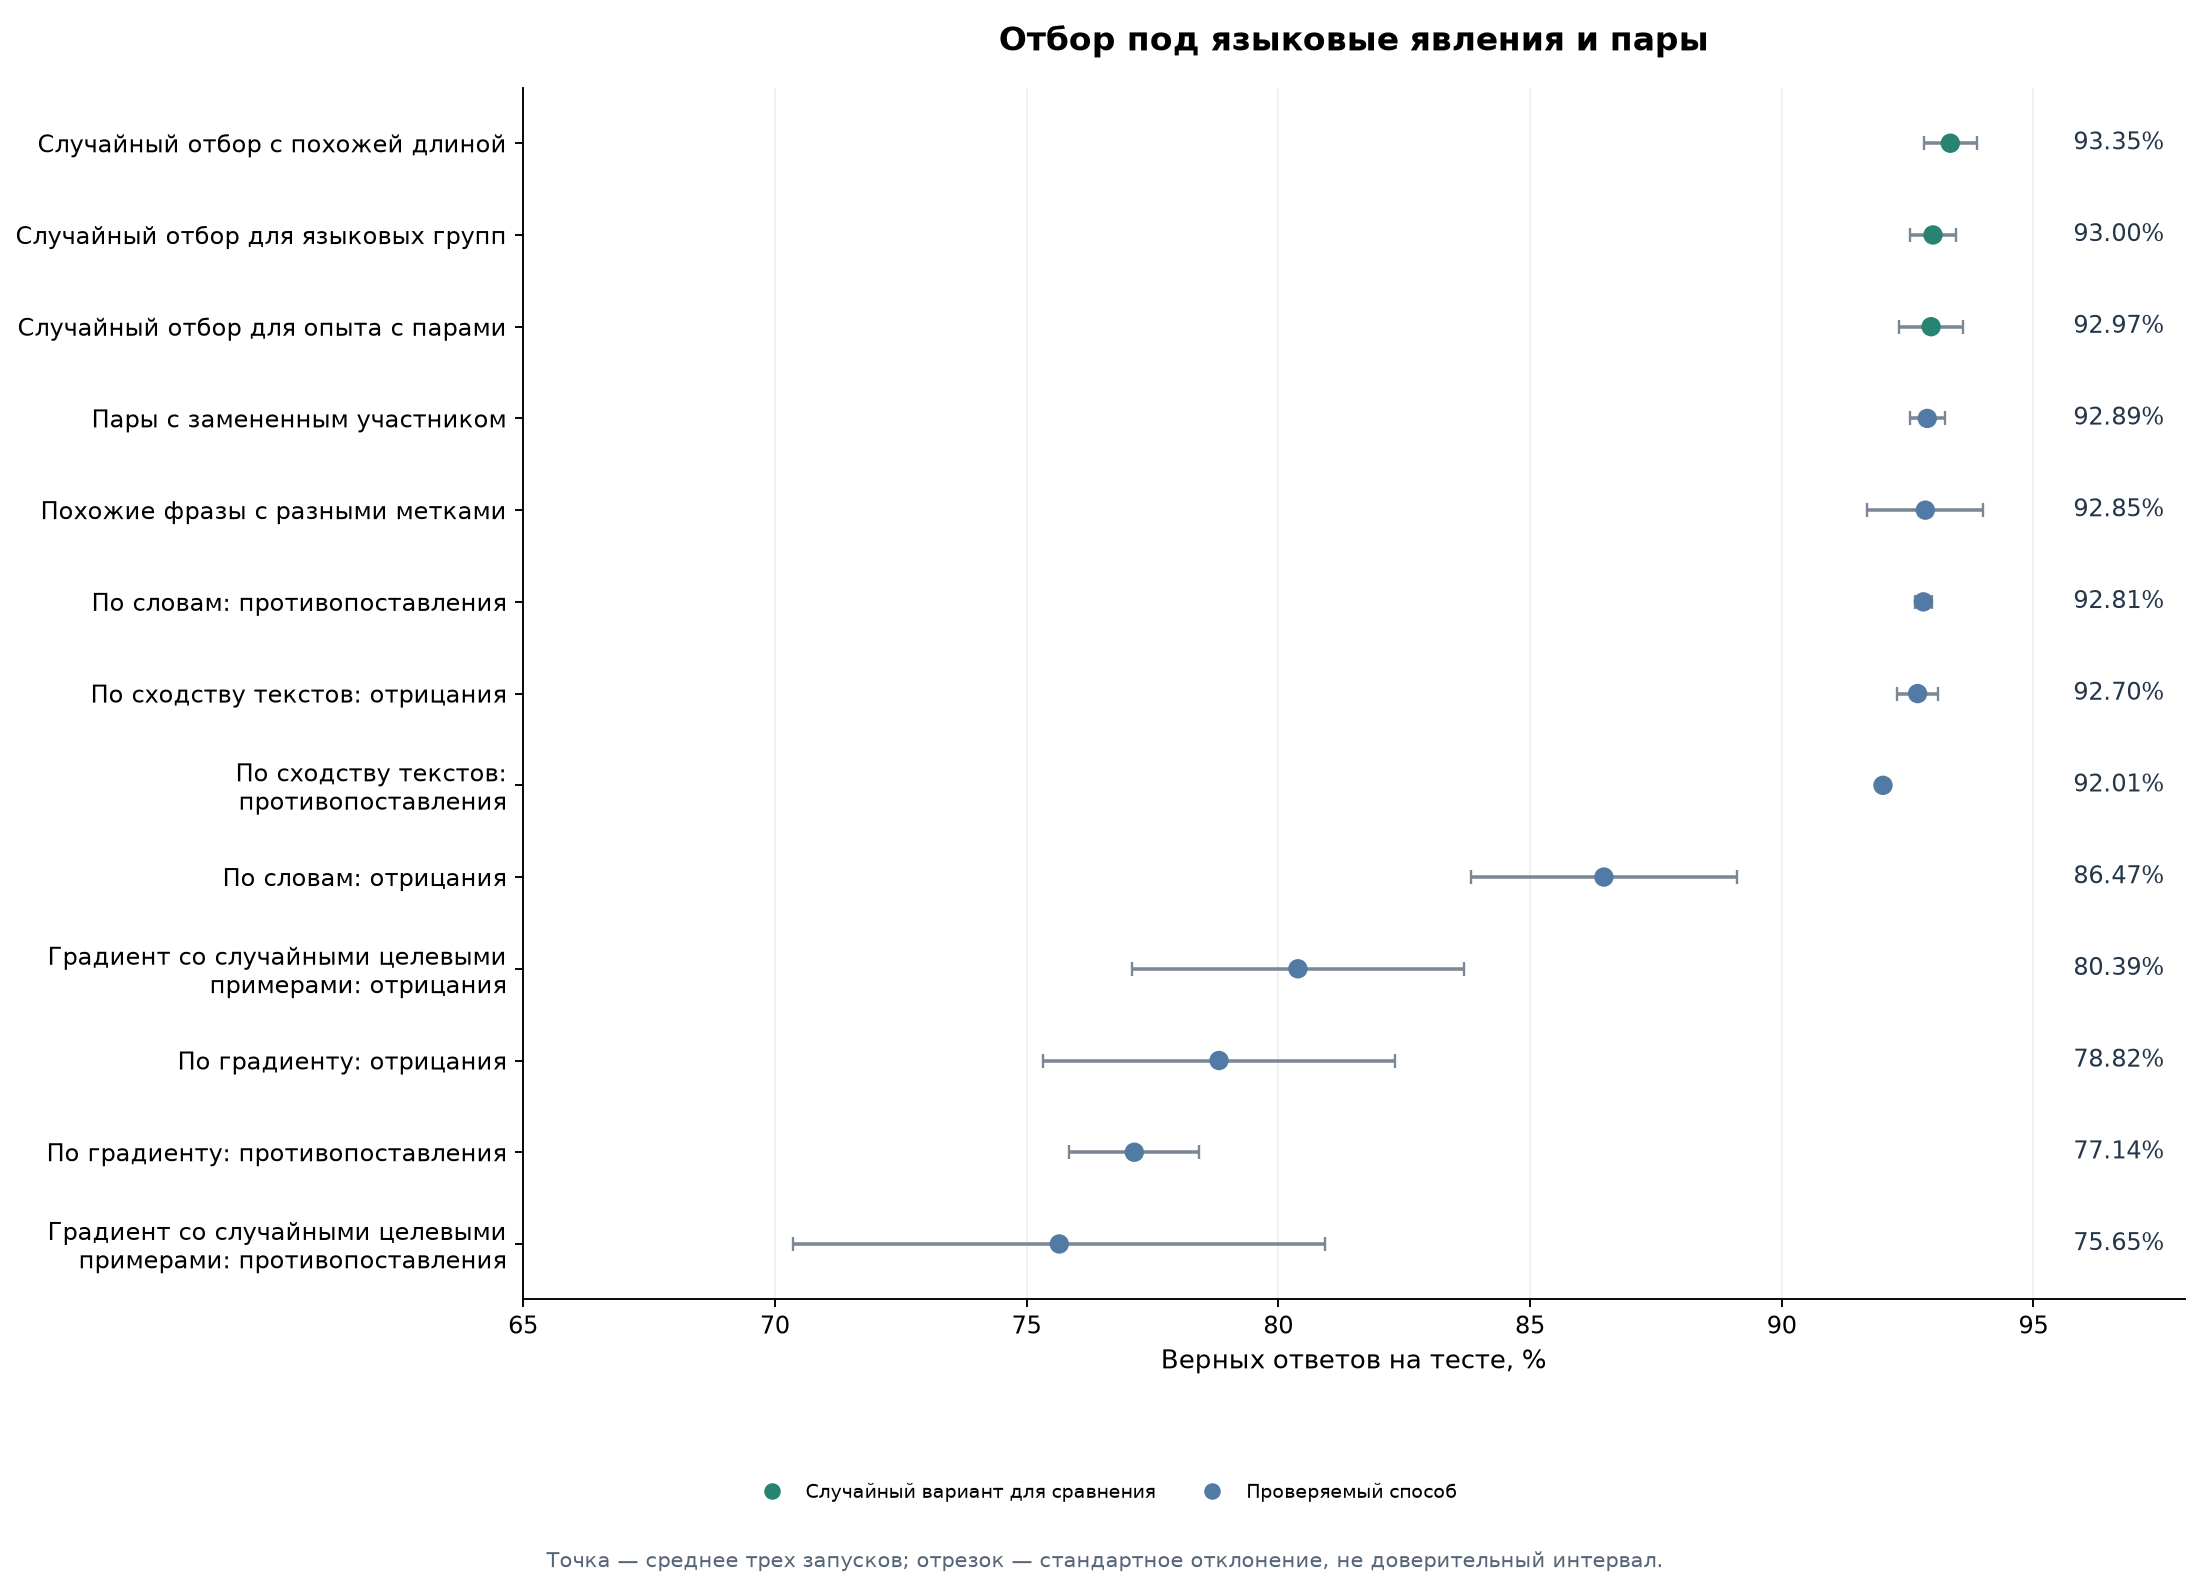 Отбор под языковые явления и пары
Случайный отбор с похожей длиной
93.35%
Случайный отбор для языковых групп
93.00%
Случайный отбор для опыта с парами
92.97%
Пары с замененным участником
92.89%
Похожие фразы с разными метками
92.85%
По словам: противопоставления
92.81%
По сходству текстов: отрицания
92.70%
По сходству текстов:
противопоставления
92.01%
По словам: отрицания
86.47%
Градиент со случайными целевыми
примерами: отрицания
80.39%
По градиенту: отрицания
78.82%
По градиенту: противопоставления
77.14%
Градиент со случайными целевыми
примерами: противопоставления
75.65%
65 70 75 80 85 90 95
Верных ответов на тесте, %
Случайный вариант для сравнения
Проверяемый способ
Точка — среднее трех запусков; отрезок — стандартное отклонение, не доверительный интервал.